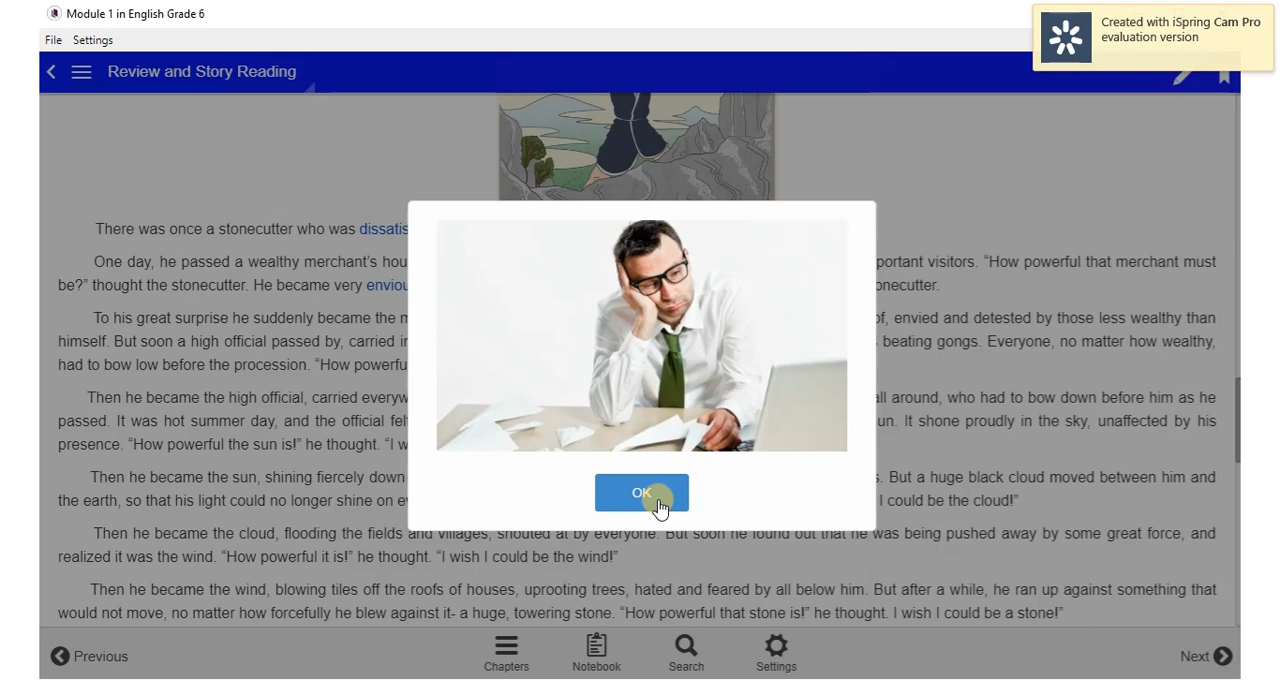 Module 1 in English Grade 6
Created with iSpring Cam Pro
evaluation version
File Settings
Review and Story Reading
There was once a stonecutter who was
One day, he passed a wealthy merchant's portant visitors. “How powerful that merchant must
be?” thought the stonecutter. He became very onecutter.
To his great surprise he suddenly became the envied and detested by those less wealthy than
himself. But soon a high official passed by, carried beating gongs. Everyone, no matter how wealthy,
had to bow low before the procession. “How
Then he became the high official, carried all around, who had to bow down before him as he
passed. It was hot summer day, and the official It shone proudly in the sky, unaffected by his
presence. “How powerful the sun is!” he thought. “I
Then he became the sun, shining fiercely down But a huge black cloud moved between him and
the earth, so that his light could no longer shine on I could be the cloud!”
Then he became the cloud, flooding the fields and villages, shouted at by everyone. But soon he found out that he was being pushed away by some great force, and
realized it was the wind. “How powerful it is!” he thought. “I wish I could be the wind!”
Then he became the wind, blowing tiles off the roofs of houses, uprooting trees, hated and feared by all below him. But after a while, he ran up against something that
would not move, no matter how forcefully he blew against it- a huge, towering stone. “How powerful that stone is!” he thought. I wish I could be a stone!”
OK
Previous
Chapters
Notebook
Search
Settings
Next